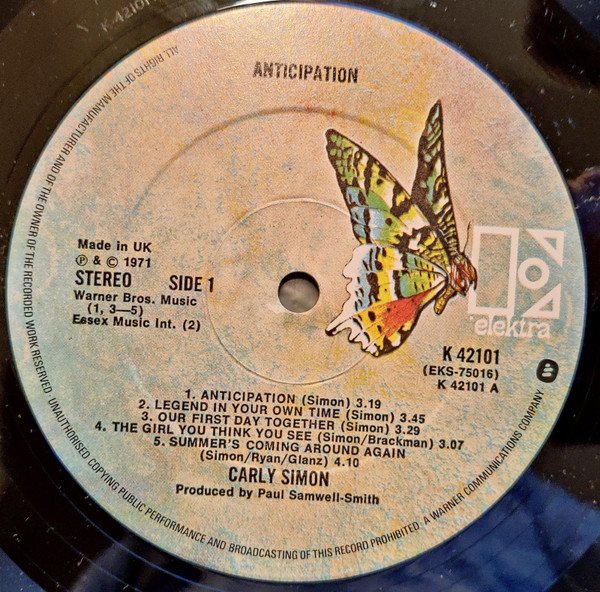 K-42101
ANTICIPATION
Made in UK
℗ & © 1971
STEREO SIDE 1
Warner Bros. Music
(1, 3—5)
Essex Music Int. (2)
elektra
K 42101
(EKS-75016)
K 42101 A
1. ANTICIPATION (Simon) 3.19
2. LEGEND IN YOUR OWN TIME (Simon) 3.45
3. OUR FIRST DAY TOGETHER (Simon) 3.29
4. THE GIRL YOU THINK YOU SEE (Simon/Brackman) 3.07
5. SUMMER'S COMING AROUND AGAIN
(Simon/Ryan/Glanz) 4.10
CARLY SIMON
Produced by Paul Samwell-Smith
ALL RIGHTS OF THE MANUFACTURER AND OF THE OWNER OF THE RECORDED WORK RESERVED. UNAUTHORISED COPYING PUBLIC PERFORMANCE AND BROADCASTING OF THIS RECORD PROHIBITED. A WARNER COMMUNICATIONS COMPANY